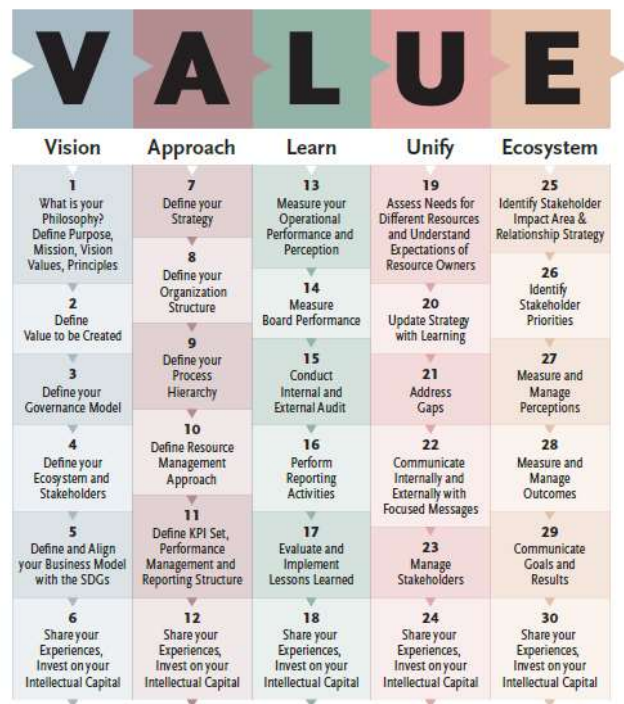 V A L U E
Vision
Approach
Learn
Unify
Ecosystem
1
What is your
Philosophy?
Define Purpose,
Mission, Vision
Values, Principles
2
Define
Value to be Created
3
Define your
Governance Model
4
Define your
Ecosystem and
Stakeholders
5
Define and Align
your Business Model
with the SDGs
6
Share your
Experiences,
Invest on your
Intellectual Capital
7
Define your
Strategy
8
Define your
Organization
Structure
9
Define your
Process
Hierarchy
10
Define Resource
Management
Approach
11
Define KPI Set,
Performance
Management and
Reporting Structure
12
Share your
Experiences,
Invest on your
Intellectual Capital
13
Measure your
Operational
Performance and
Perception
14
Measure
Board Performance
15
Conduct
Internal and
External Audit
16
Perform
Reporting
Activities
17
Evaluate and
Implement
Lessons Learned
18
Share your
Experiences,
Invest on your
Intellectual Capital
19
Assess Needs for
Different Resources
and Understand
Expectations of
Resource Owners
20
Update Strategy
with Learning
21
Address
Gaps
22
Communicate
Internally and
Externally with
Focused Messages
23
Manage
Stakeholders
24
Share your
Experiences,
Invest on your
Intellectual Capital
25
Identify Stakeholder
Impact Area &
Relationship Strategy
26
Identify
Stakeholder
Priorities
27
Measure and
Manage
Perceptions
28
Measure and
Manage
Outcomes
29
Communicate
Goals and
Results
30
Share your
Experiences,
Invest on your
Intellectual Capital